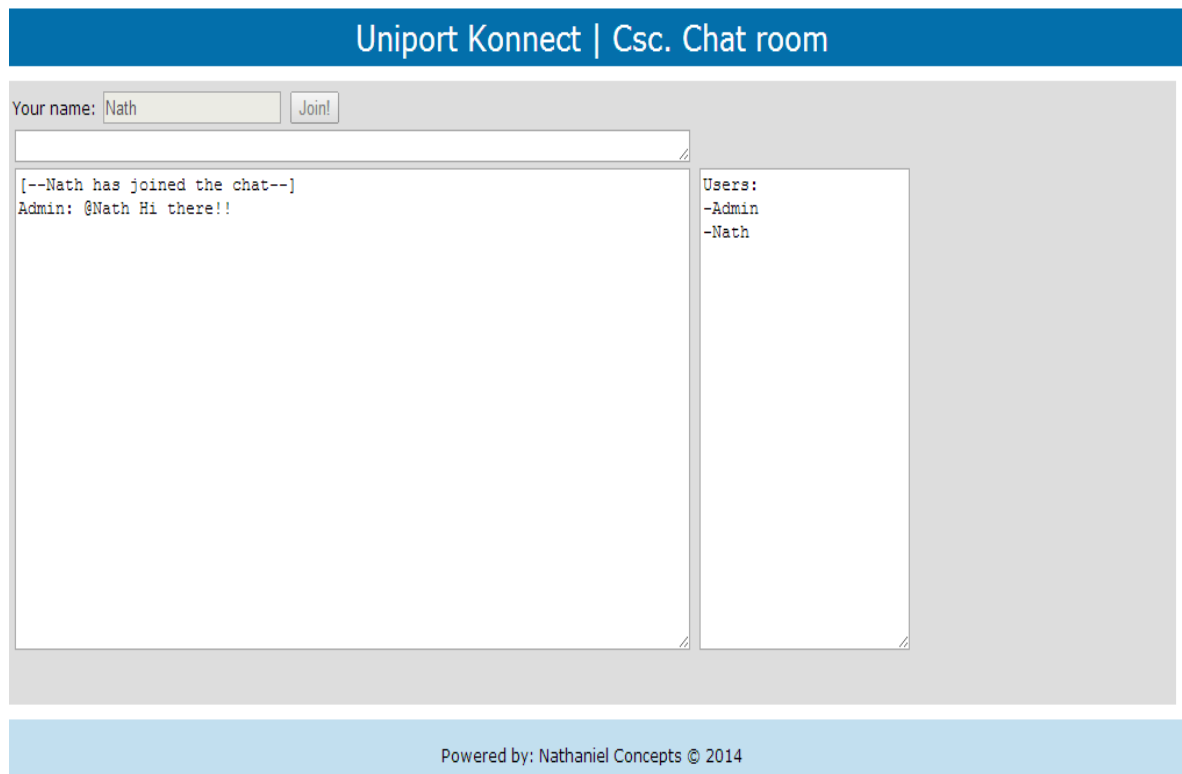 Uniport Konnect | Csc. Chat room
Your name: Nath Join!
[--Nath has joined the chat--]
Admin: @Nath Hi there!!
Users:
-Admin
-Nath
Powered by: Nathaniel Concepts © 2014